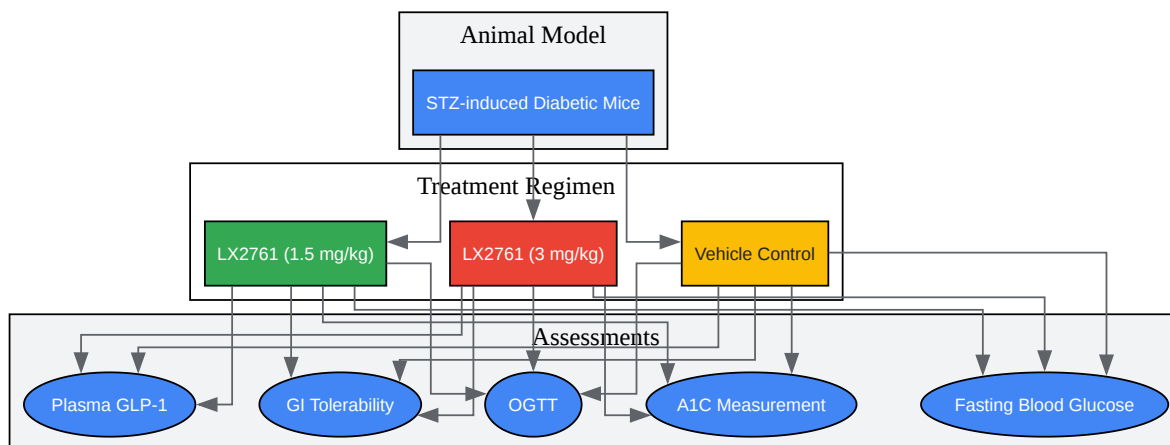 Animal Model
STZ-induced Diabetic Mice
Treatment Regimen
LX2761 (1.5 mg/kg)
LX2761 (3 mg/kg)
Vehicle Control
Assessments
Plasma GLP-1
GI Tolerability
OGTT
A1C Measurement
Fasting Blood Glucose